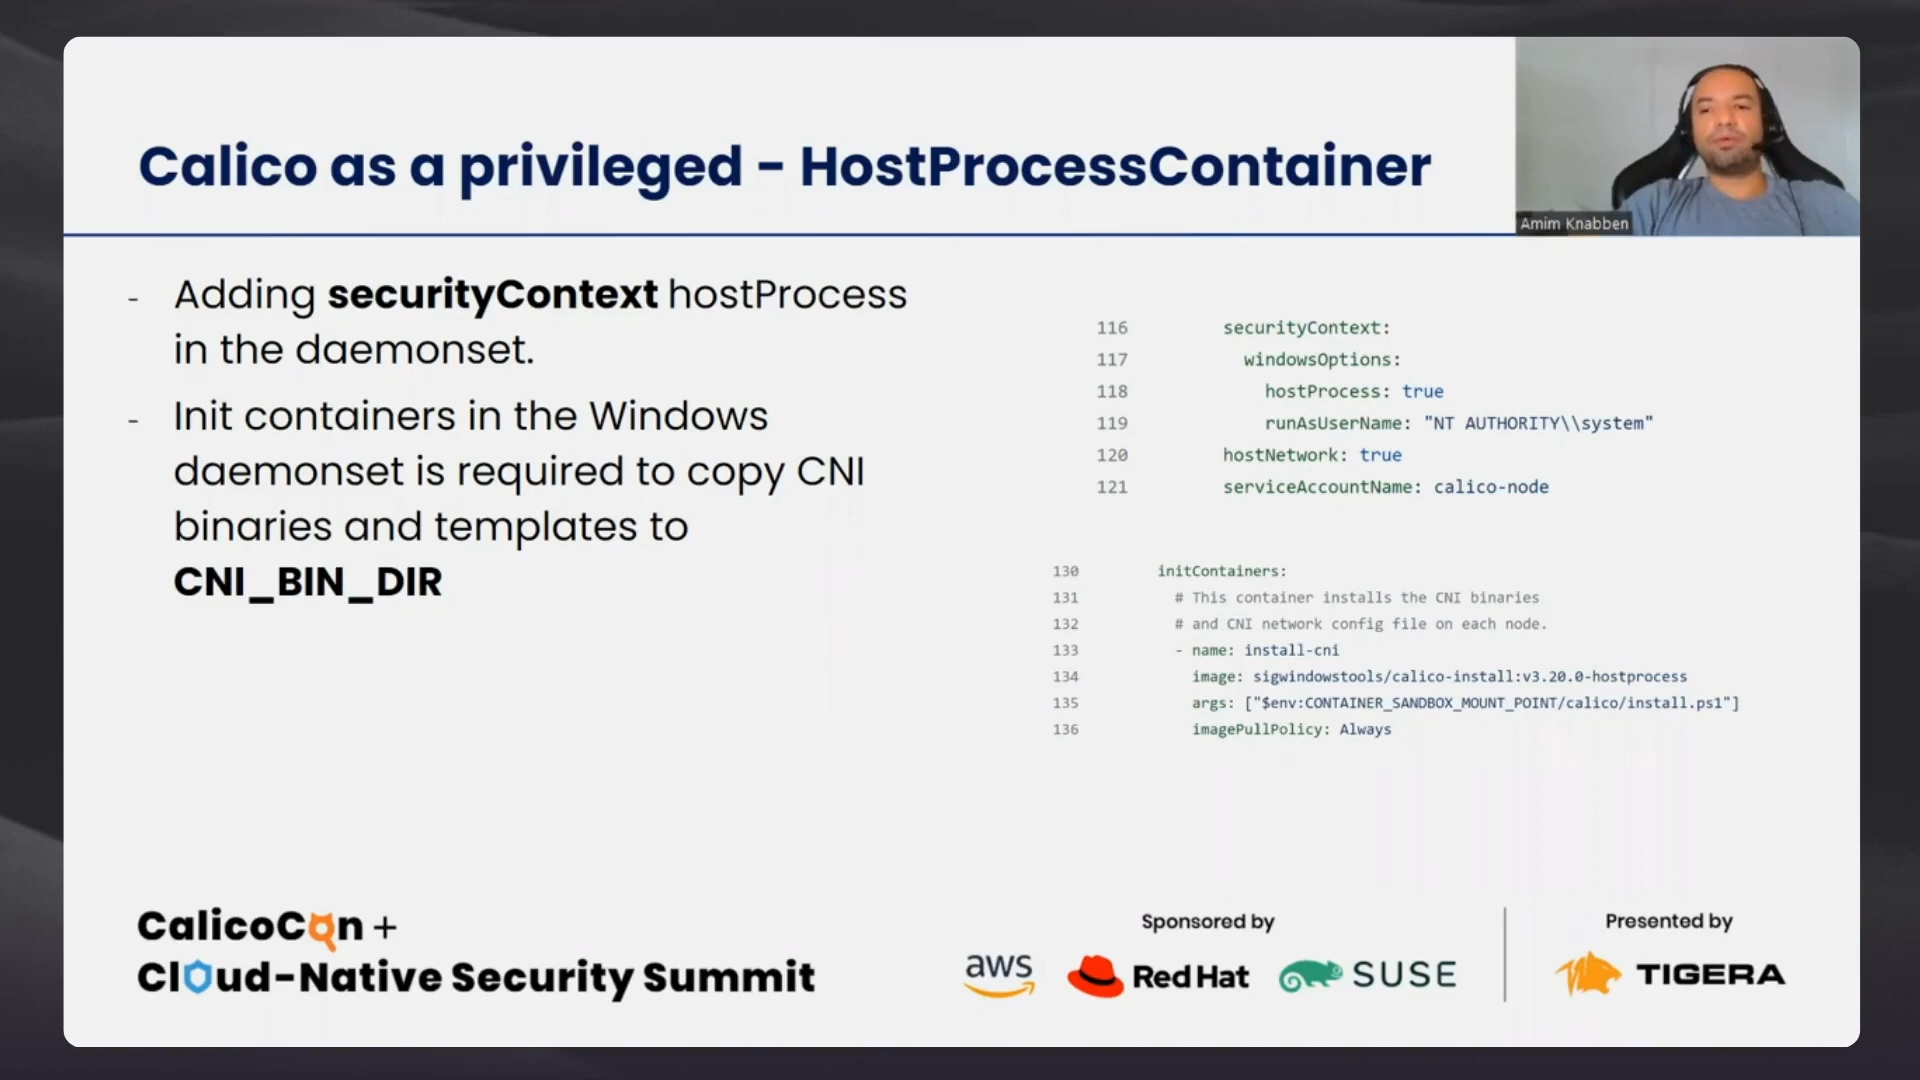 Calico as a privileged - HostProcessContainer
Amim Knabben
- Adding securityContext hostProcess
in the daemonset.
- Init containers in the Windows
daemonset is required to copy CNI
binaries and templates to
CNI_BIN_DIR
116 securityContext:
117 windowsOptions:
118 hostProcess: true
119 runAsUserName: "NT AUTHORITY\\system"
120 hostNetwork: true
121 serviceAccountName: calico-node
130 initContainers:
131 # This container installs the CNI binaries
132 # and CNI network config file on each node.
133 - name: install-cni
134 image: sigwindowstools/calico-install:v3.20.0-hostprocess
135 args: ["$env:CONTAINER_SANDBOX_MOUNT_POINT/calico/install.ps1"]
136 imagePullPolicy: Always
CalicoCon +
Cloud-Native Security Summit
Sponsored by
aws Red Hat SUSE
Presented by
TIGERA